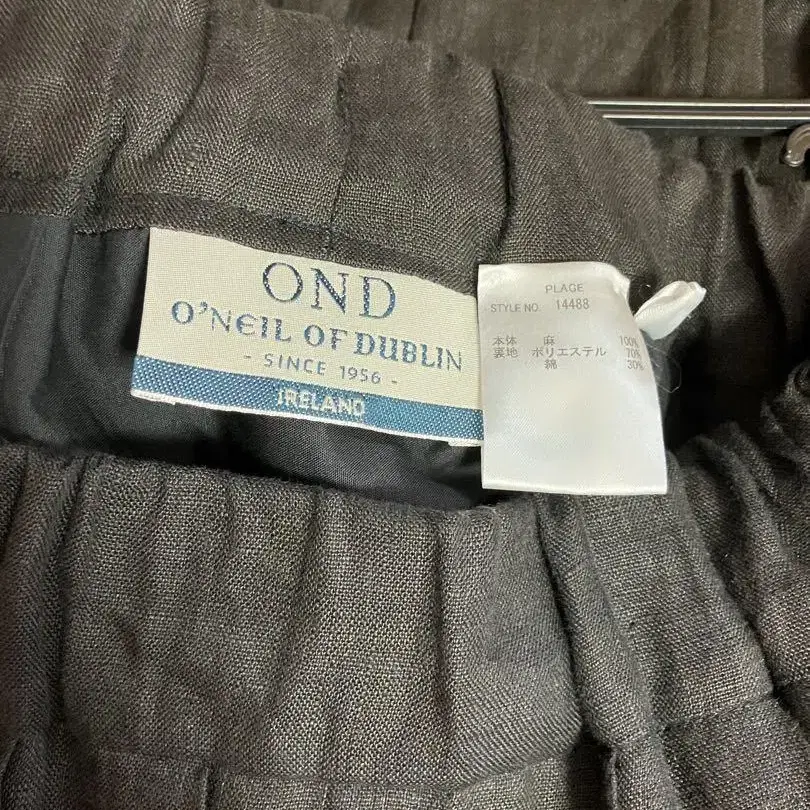 OND
O'NEIL OF DUBLIN
- SINCE 1956 -
IRELAND
PLAGE
STYLE NO. 14488
本体 麻 100%
裏地 ポリエステル 70%
綿 30%